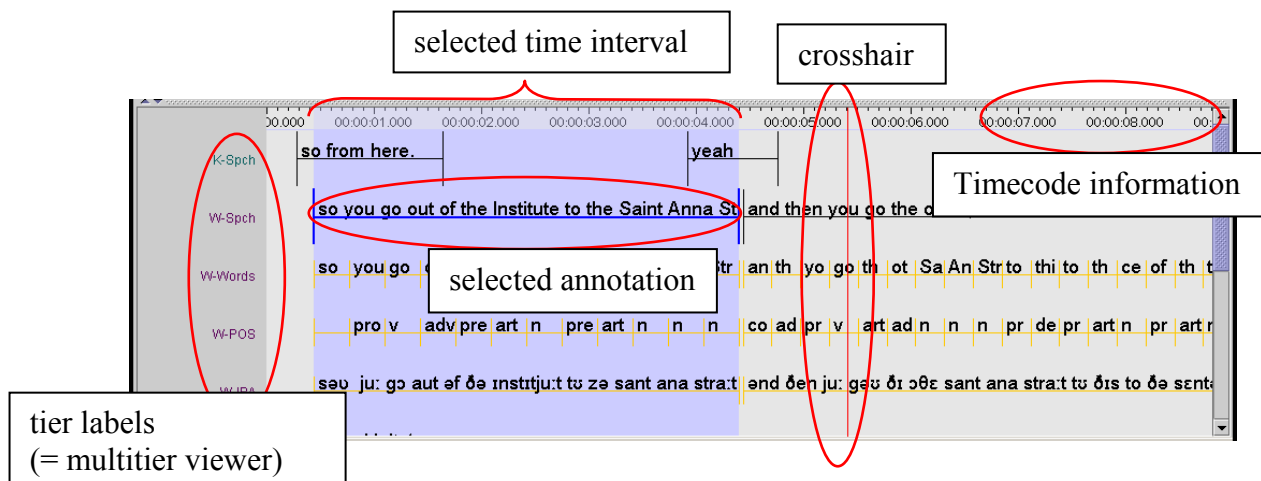 selected time interval
crosshair
00.000 00:00:01.000 00:00:02.000 00:00:03.000 00:00:04.000 00:00:05.000 00:00:06.000 00:00:07.000 00:00:08.000 00:
K-Spch so from here. yeah
Timecode information
W-Spch so you go out of the Institute to the Saint Anna St and then you go the o
W-Words so you go Str an th yo go th ot Sa An Str to thi to th ce of th t
selected annotation
W-POS pro v adv pre art n pre art n n n co ad pr v art ad n n n pr de pr art n pr art
səʊ juː gɔ aut əf ðə ɪnstɪtjuːt tʊ zə sant ana straːt ənd ðen juː gəʊ ðɪ ɔθɛ sant ana straːt tʊ ðɪs to ðə sɛntə
tier labels
(= multitier viewer)